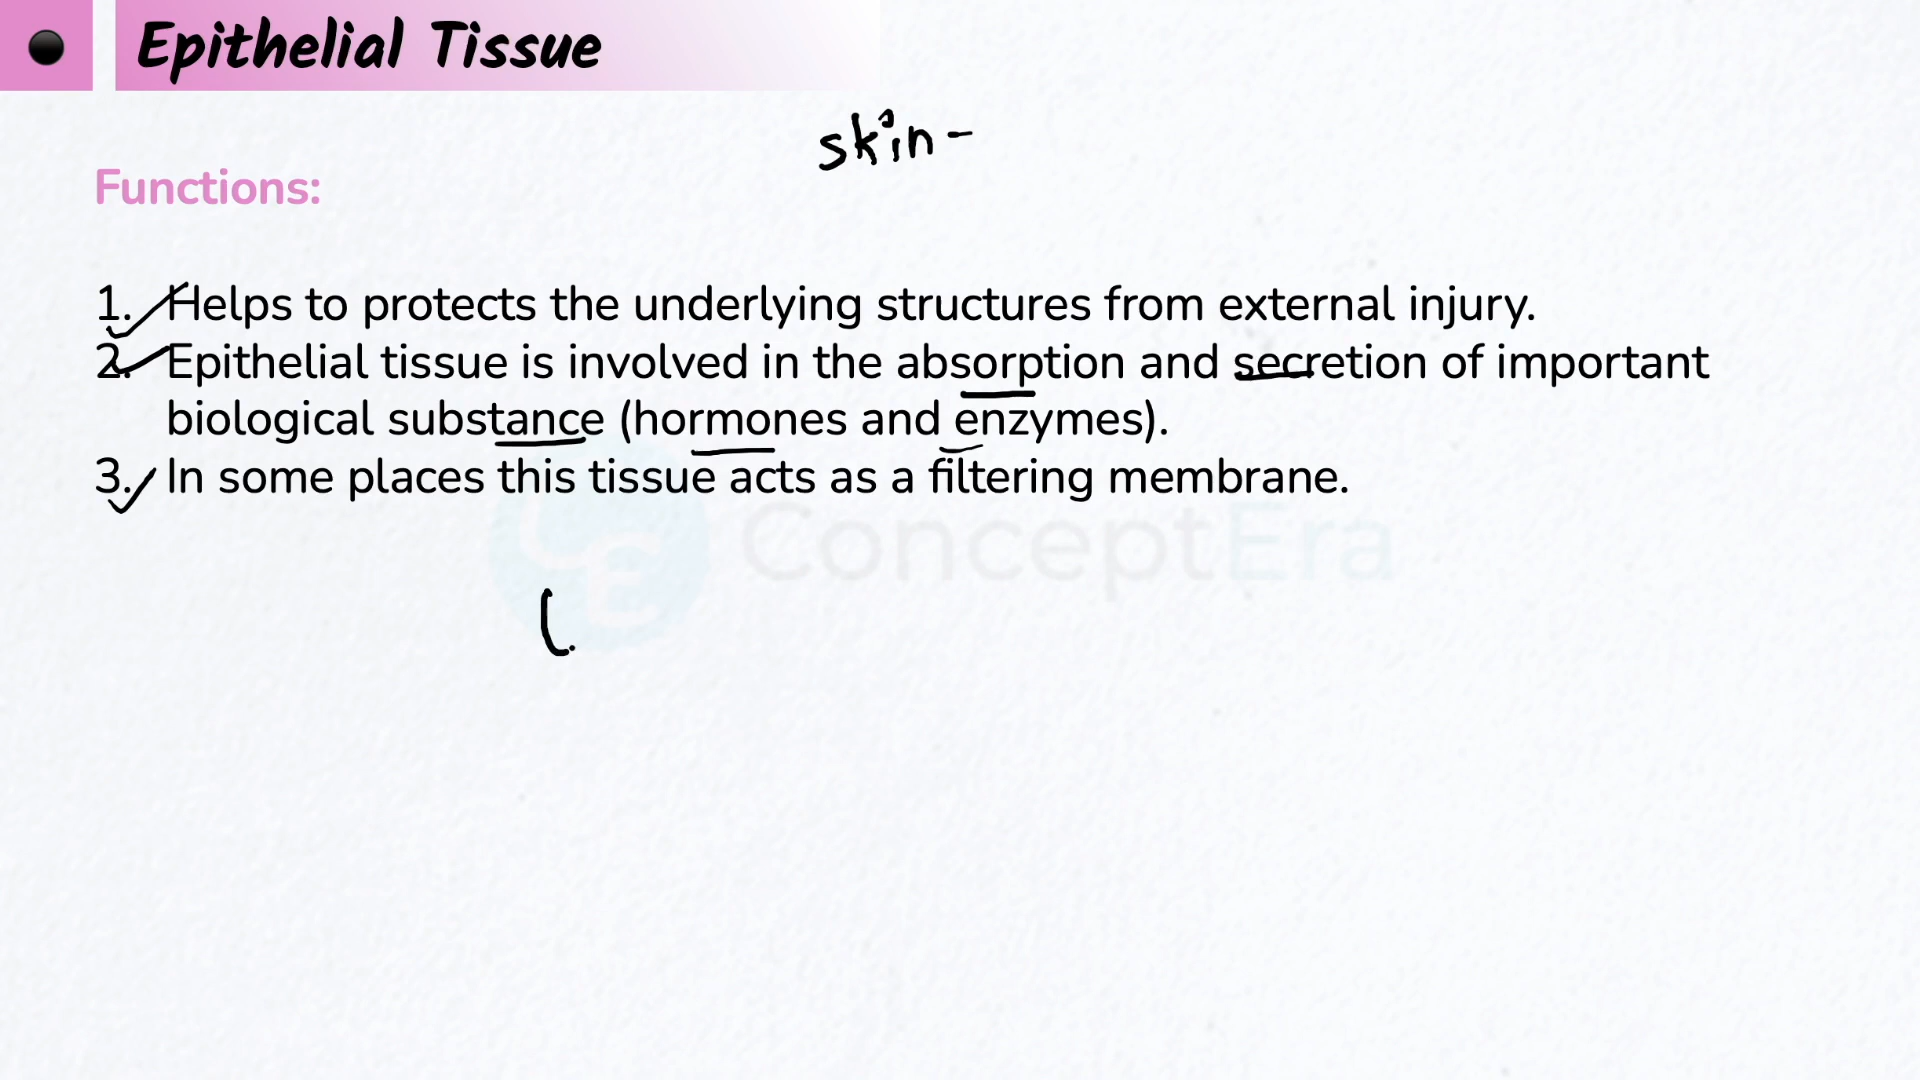 Epithelial Tissue
skin -
Functions:
1. Helps to protects the underlying structures from external injury.
2. Epithelial tissue is involved in the absorption and secretion of important
biological substance (hormones and enzymes).
3. In some places this tissue acts as a filtering membrane.
ConceptEra